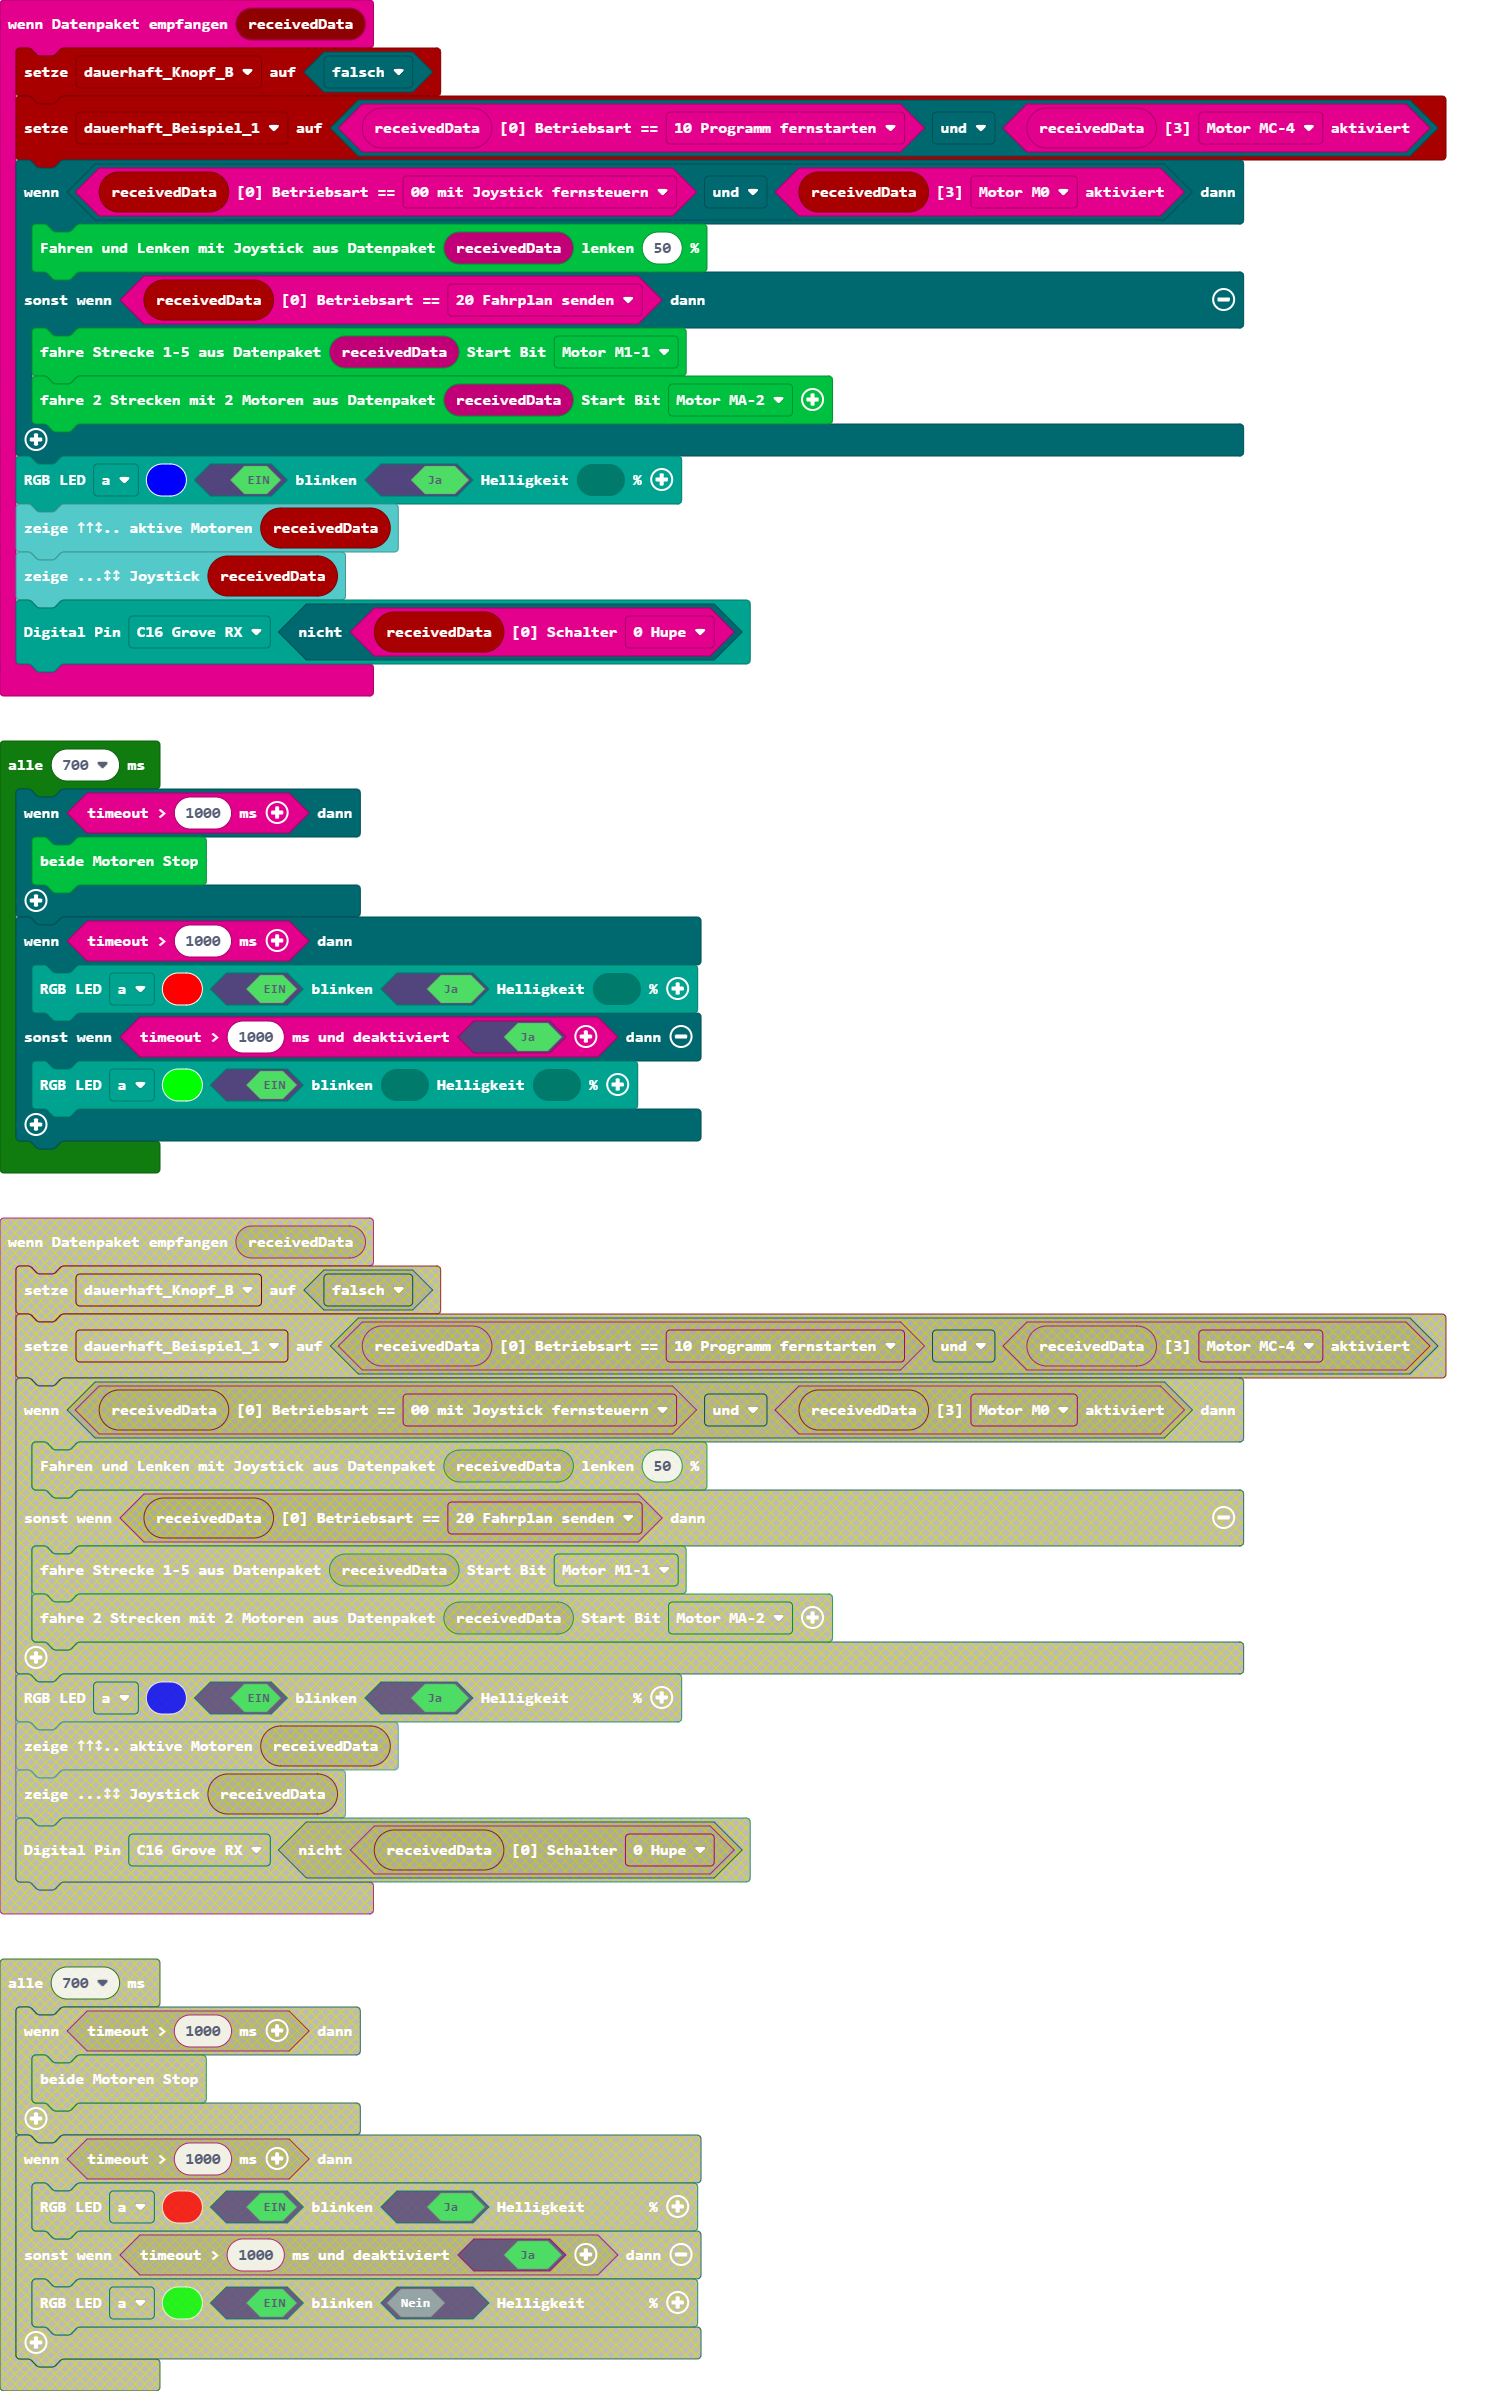 wenn Datenpaket empfangen receivedData
setze dauerhaft_Knopf_B auf falsch
setze dauerhaft_Beispiel_1 auf receivedData [0] Betriebsart == 10 Programm fernstarten und receivedData [3] Motor MC-4 aktiviert
wenn receivedData [0] Betriebsart == 00 mit Joystick fernsteuern und receivedData [3] Motor M0 aktiviert dann
Fahren und Lenken mit Joystick aus Datenpaket receivedData lenken 50 %
sonst wenn receivedData [0] Betriebsart == 20 Fahrplan senden dann
fahre Strecke 1-5 aus Datenpaket receivedData Start Bit Motor M1-1
fahre 2 Strecken mit 2 Motoren aus Datenpaket receivedData Start Bit Motor MA-2
RGB LED a EIN blinken Ja Helligkeit %
zeige ↑↑↕.. aktive Motoren receivedData
zeige ...↕↕ Joystick receivedData
Digital Pin C16 Grove RX nicht receivedData [0] Schalter 0 Hupe
alle 700 ms
wenn timeout > 1000 ms dann
beide Motoren Stop
wenn timeout > 1000 ms dann
RGB LED a EIN blinken Ja Helligkeit %
sonst wenn timeout > 1000 ms und deaktiviert Ja dann
RGB LED a EIN blinken Helligkeit %
wenn Datenpaket empfangen receivedData
setze dauerhaft_Knopf_B auf falsch
setze dauerhaft_Beispiel_1 auf receivedData [0] Betriebsart == 10 Programm fernstarten und receivedData [3] Motor MC-4 aktiviert
wenn receivedData [0] Betriebsart == 00 mit Joystick fernsteuern und receivedData [3] Motor M0 aktiviert dann
Fahren und Lenken mit Joystick aus Datenpaket receivedData lenken 50 %
sonst wenn receivedData [0] Betriebsart == 20 Fahrplan senden dann
fahre Strecke 1-5 aus Datenpaket receivedData Start Bit Motor M1-1
fahre 2 Strecken mit 2 Motoren aus Datenpaket receivedData Start Bit Motor MA-2
RGB LED a EIN blinken Ja Helligkeit %
zeige ↑↑↕.. aktive Motoren receivedData
zeige ...↕↕ Joystick receivedData
Digital Pin C16 Grove RX nicht receivedData [0] Schalter 0 Hupe
alle 700 ms
wenn timeout > 1000 ms dann
beide Motoren Stop
wenn timeout > 1000 ms dann
RGB LED a EIN blinken Ja Helligkeit %
sonst wenn timeout > 1000 ms und deaktiviert Ja dann
RGB LED a EIN blinken Nein Helligkeit %